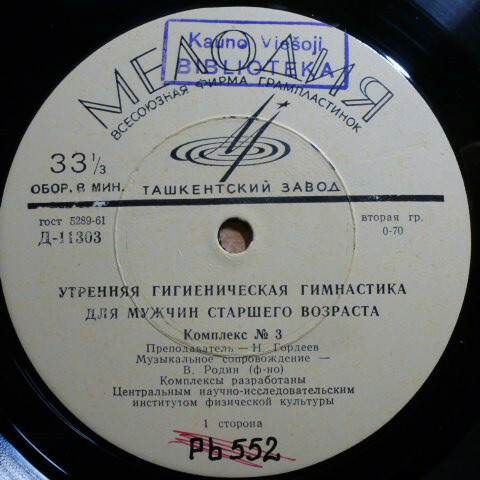 Kauno viešoji
BIBLIOTEKA
МЕЛОДИЯ
ВСЕСОЮЗНАЯ ФИРМА ГРАМПЛАСТИНОК
33 1/3
ОБОР. В МИН.
ТАШКЕНТСКИЙ ЗАВОД
гост 5289-61
Д-11303
вторая гр.
0-70
УТРЕННЯЯ ГИГИЕНИЧЕСКАЯ ГИМНАСТИКА
ДЛЯ МУЖЧИН СТАРШЕГО ВОЗРАСТА
Комплекс № 3
Преподаватель — Н. Гордеев
Музыкальное сопровождение —
В. Родин (ф-но)
Комплексы разработаны
Центральным научно-исследовательским
институтом физической культуры
1 сторона
Pb 552